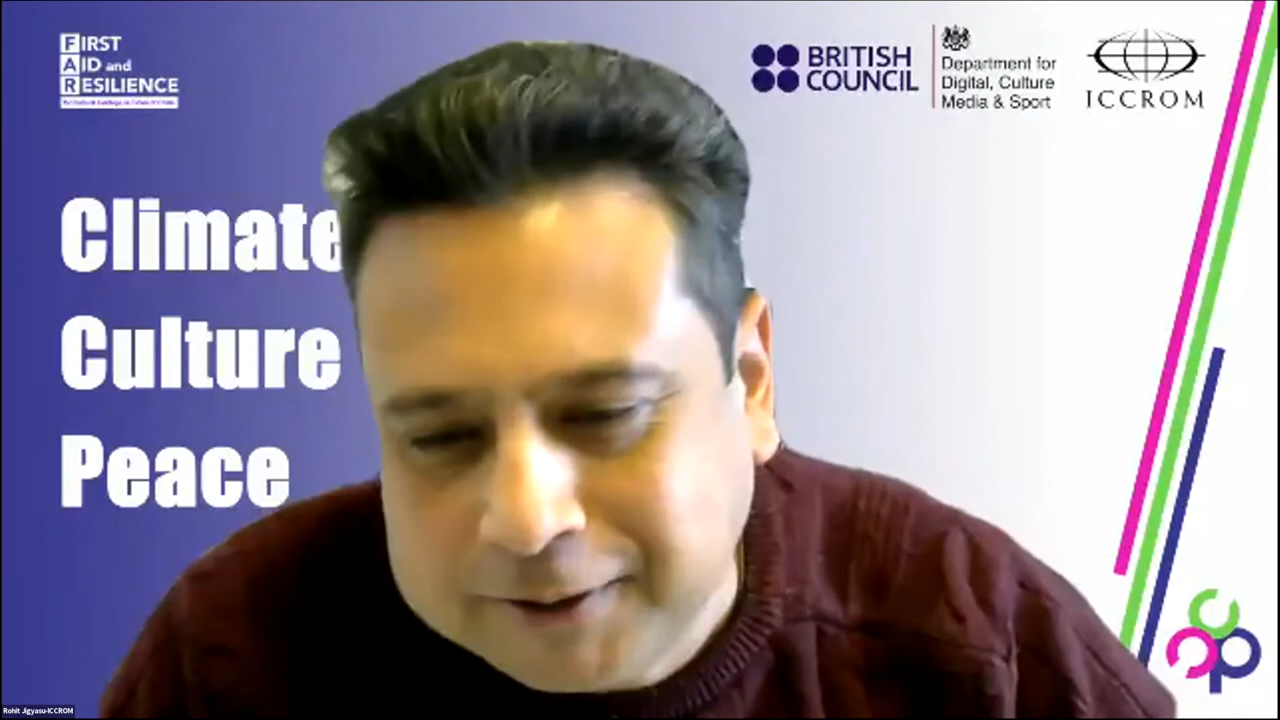 FIRST
AID and
RESILIENCE
BRITISH
COUNCIL
Department for
Digital, Culture
Media & Sport
ICCROM
Climate
Culture
Peace
Rohit Jigyasu-ICCROM